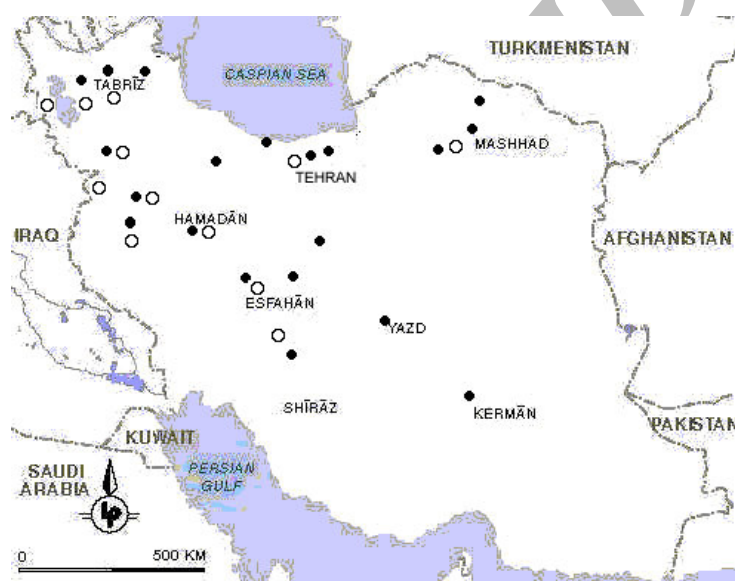 TURKMENISTAN
CASPIAN SEA
TABRĪZ
MASHHAD
TEHRAN
HAMADĀN
IRAQ
AFGHANISTAN
ESFAHĀN
YAZD
SHĪRĀZ
KERMĀN
KUWAIT
PAKISTAN
SAUDI
ARABIA
PERSIAN
GULF
LP
0 500 KM